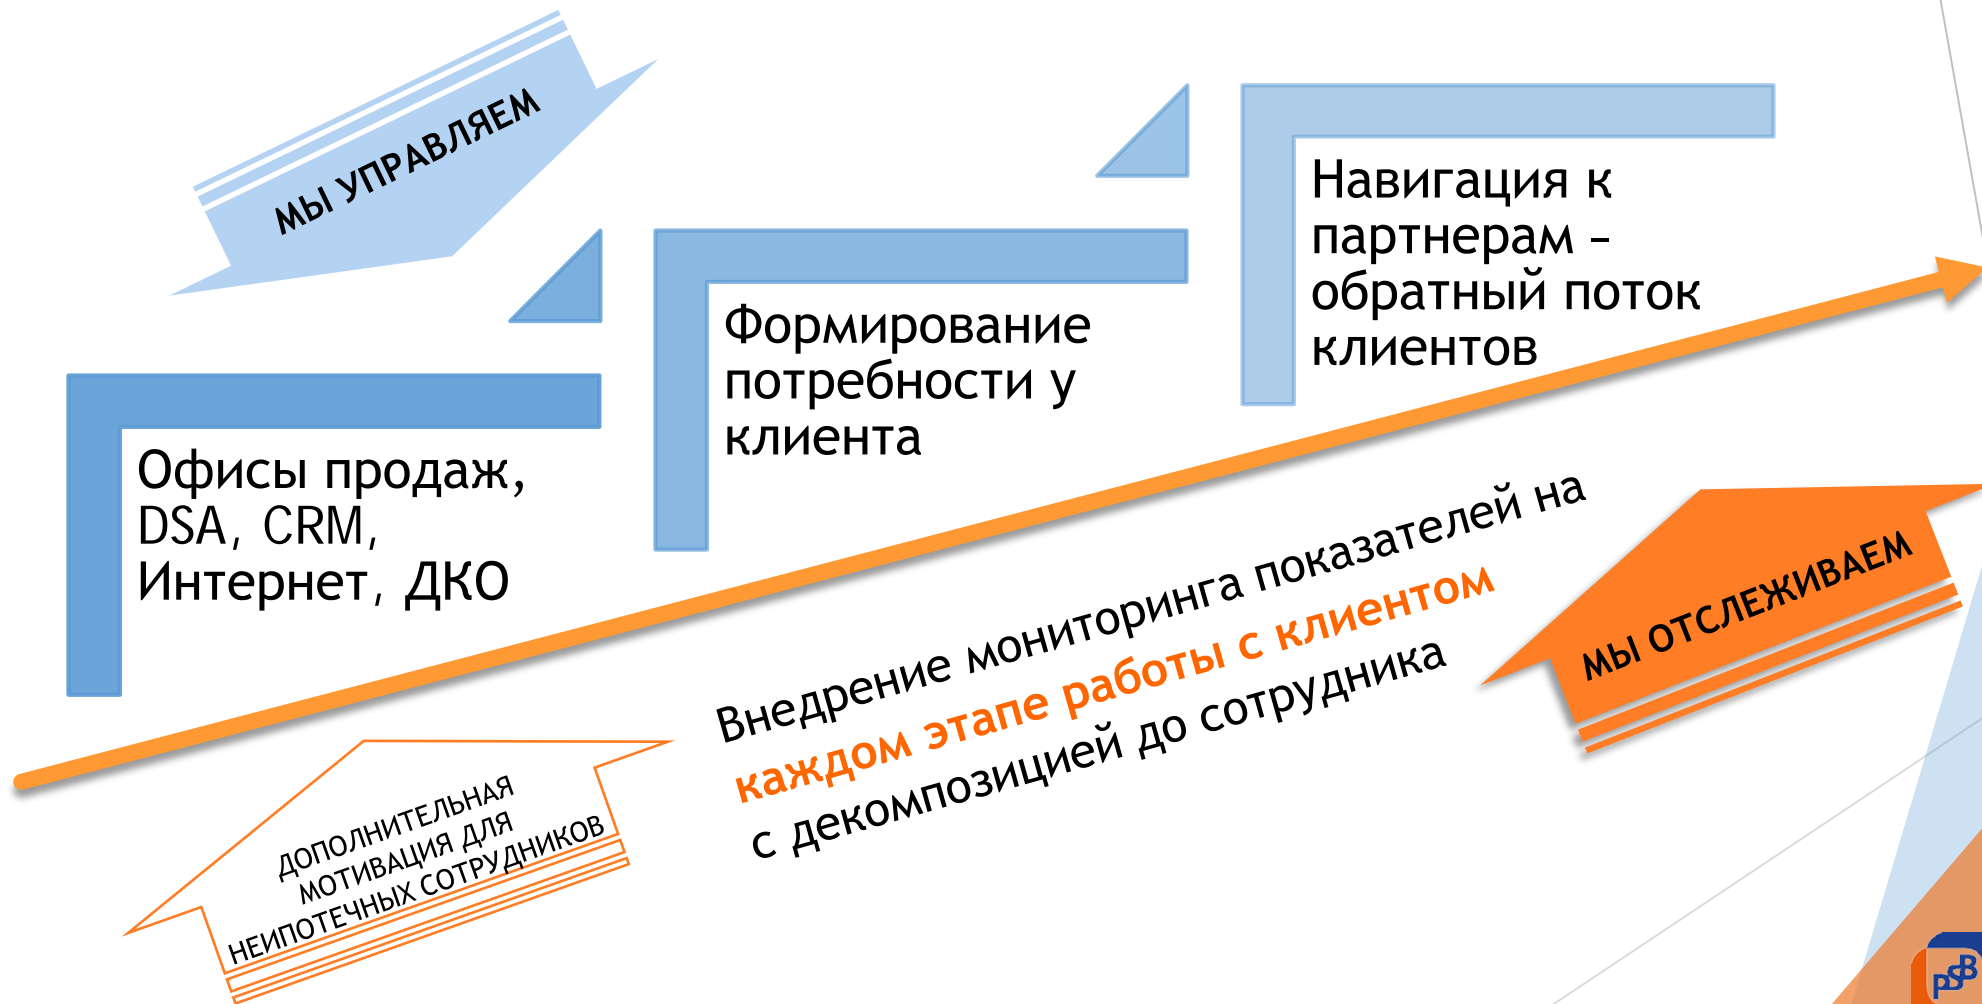 МЫ УПРАВЛЯЕМ
Офисы продаж,
DSA, CRM,
Интернет, ДКО
Формирование
потребности у
клиента
Навигация к
партнерам –
обратный поток
клиентов
Внедрение мониторинга показателей на
каждом этапе работы с клиентом
с декомпозицией до сотрудника
МЫ ОТСЛЕЖИВАЕМ
ДОПОЛНИТЕЛЬНАЯ
МОТИВАЦИЯ ДЛЯ
НЕИПОТЕЧНЫХ СОТРУДНИКОВ
PSB